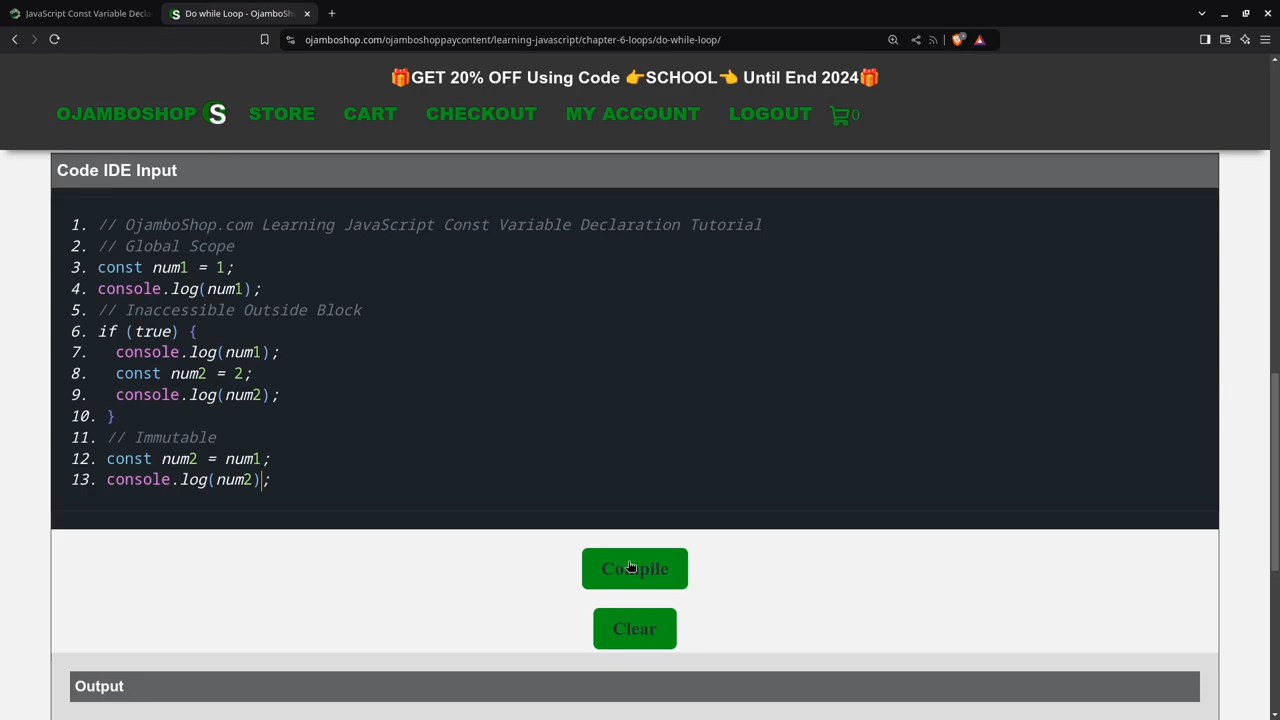 JavaScript Const Variable Decla
Do while Loop - OjamboSh
ojamboshop.com/ojamboshoppaycontent/learning-javascript/chapter-6-loops/do-while-loop/
🎁GET 20% OFF Using Code 👉SCHOOL👈 Until End 2024🎁
OJAMBOSHOP S STORE CART CHECKOUT MY ACCOUNT LOGOUT 0
Code IDE Input
1. // OjamboShop.com Learning JavaScript Const Variable Declaration Tutorial
2. // Global Scope
3. const num1 = 1;
4. console.log(num1);
5. // Inaccessible Outside Block
6. if (true) {
7.   console.log(num1);
8.   const num2 = 2;
9.   console.log(num2);
10. }
11. // Immutable
12. const num2 = num1;
13. console.log(num2);
Compile
Clear
Output